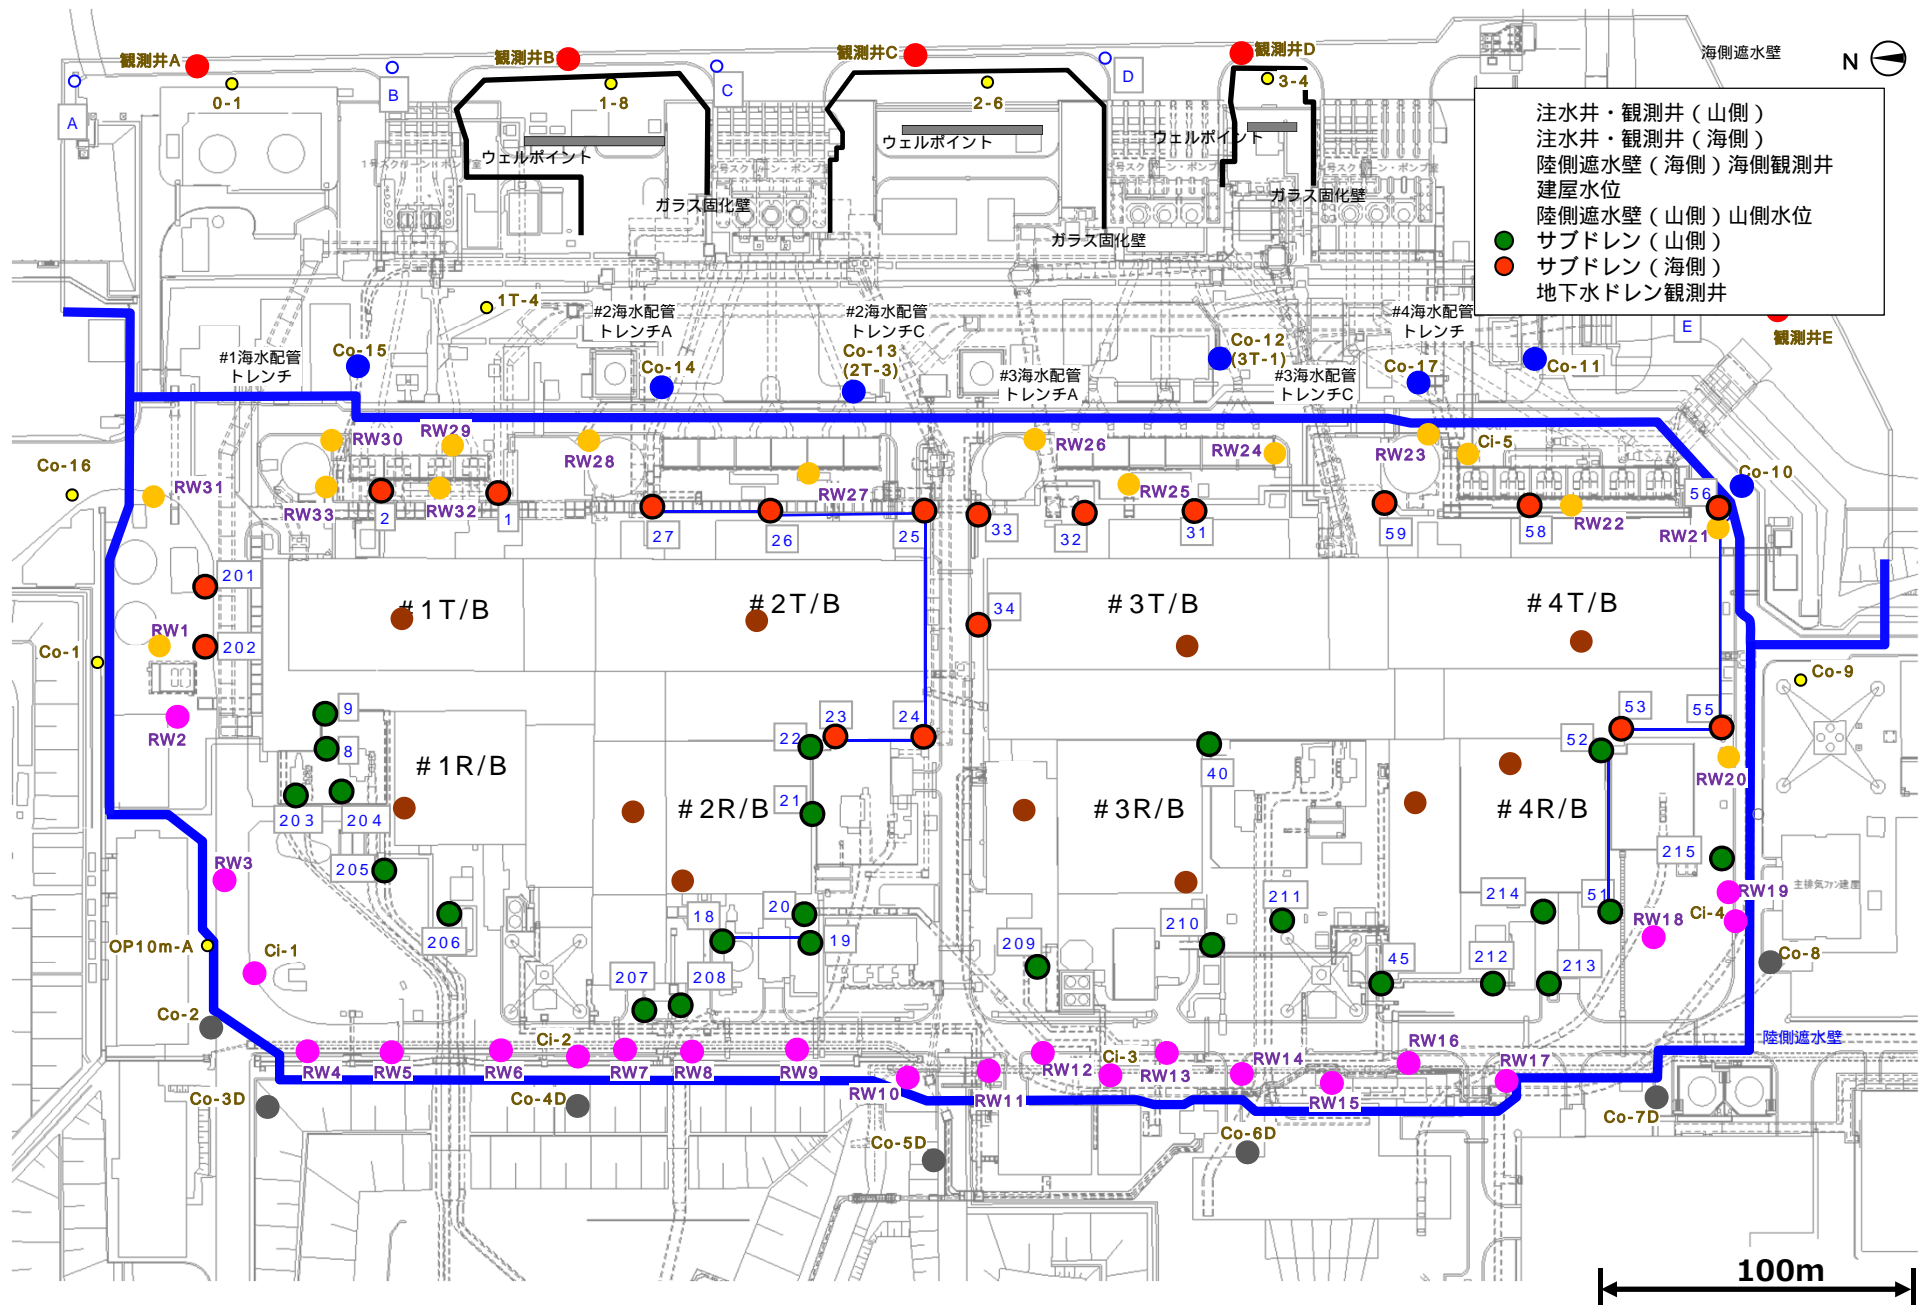 観測井A
観測井B
観測井C
観測井D
海側遮水壁
N
0-1
1-8
2-6
3-4
A
B
C
D
注水井・観測井（山側）
注水井・観測井（海側）
陸側遮水壁（海側）海側観測井
建屋水位
陸側遮水壁（山側）山側水位
サブドレン（山側）
サブドレン（海側）
地下水ドレン観測井
ウェルポイント
ウェルポイント
ウェルポイント
ガラス固化壁
ガラス固化壁
ガラス固化壁
E
観測井E
1T-4
#1海水配管
トレンチ
#2海水配管
トレンチA
#2海水配管
トレンチC
#3海水配管
トレンチA
#3海水配管
トレンチC
#4海水配管
トレンチ
Co-15
Co-14
Co-13
(2T-3)
Co-12
(3T-1)
Co-17
Co-11
Co-16
RW31
RW30
RW29
RW28
RW27
RW26
RW25
RW24
RW23
Ci-5
RW22
RW21
Co-10
RW33
2
RW32
1
27
26
25
33
32
31
59
58
56
201
202
RW1
Co-1
RW2
#1T/B
#2T/B
34
#3T/B
#4T/B
Co-9
9
8
203
204
205
206
#1R/B
22
23
24
21
#2R/B
40
#3R/B
52
53
55
RW20
#4R/B
215
主排気ファン建屋
RW3
OP10m-A
Ci-1
207
208
18
20
19
209
210
211
45
212
213
214
51
RW18
RW19
Ci-4
Co-8
Co-2
陸側遮水壁
RW4
RW5
RW6
Ci-2
RW7
RW8
RW9
RW10
RW11
RW12
Ci-3
RW13
RW14
RW15
RW16
RW17
Co-3D
Co-4D
Co-5D
Co-6D
Co-7D
100m